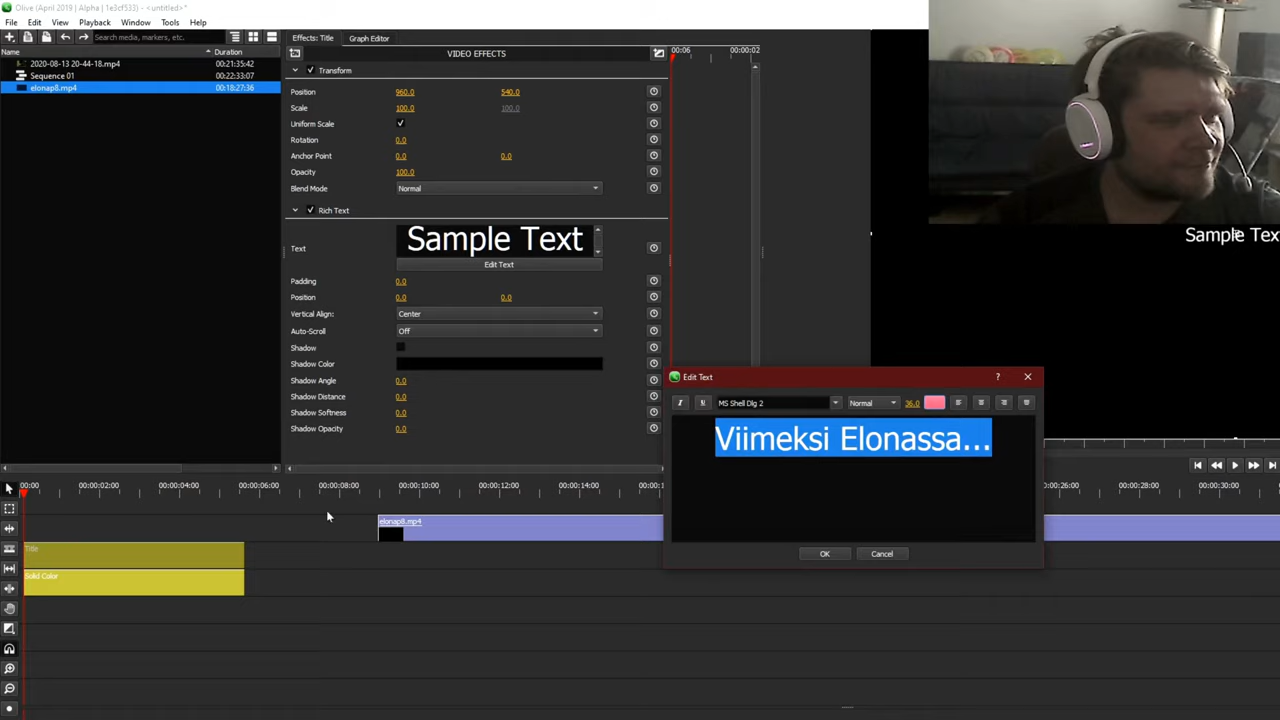 Olive (April 2019 | Alpha | 1e3cf533) - <untitled>*
File Edit View Playback Window Tools Help
Search media, markers, etc.
Name Duration
2020-08-13 20-44-18.mp4 00:21:35:42
Sequence 01 00:22:33:07
elonap8.mp4 00:18:27:36
Effects: Title Graph Editor
VIDEO EFFECTS
00:06 00:00:02
Transform
Position 960.0 540.0
Scale 100.0 100.0
Uniform Scale
Rotation 0.0
Anchor Point 0.0 0.0
Opacity 100.0
Blend Mode Normal
Rich Text
Text Sample Text
Edit Text
Padding 0.0
Position 0.0 0.0
Vertical Align: Center
Auto-Scroll Off
Shadow
Shadow Color
Shadow Angle 0.0
Shadow Distance 0.0
Shadow Softness 0.0
Shadow Opacity 0.0
Sample Tex
Edit Text ?
I U MS Shell Dlg 2 Normal 36.0
Viimeksi Elonassa...
OK Cancel
00:00 00:00:02:00 00:00:04:00 00:00:06:00 00:00:08:00 00:00:10:00 00:00:12:00 00:00:14:00 00:00:1 00:26:00 00:00:28:00 00:00:30:00
elonap8.mp4
Title
Solid Color